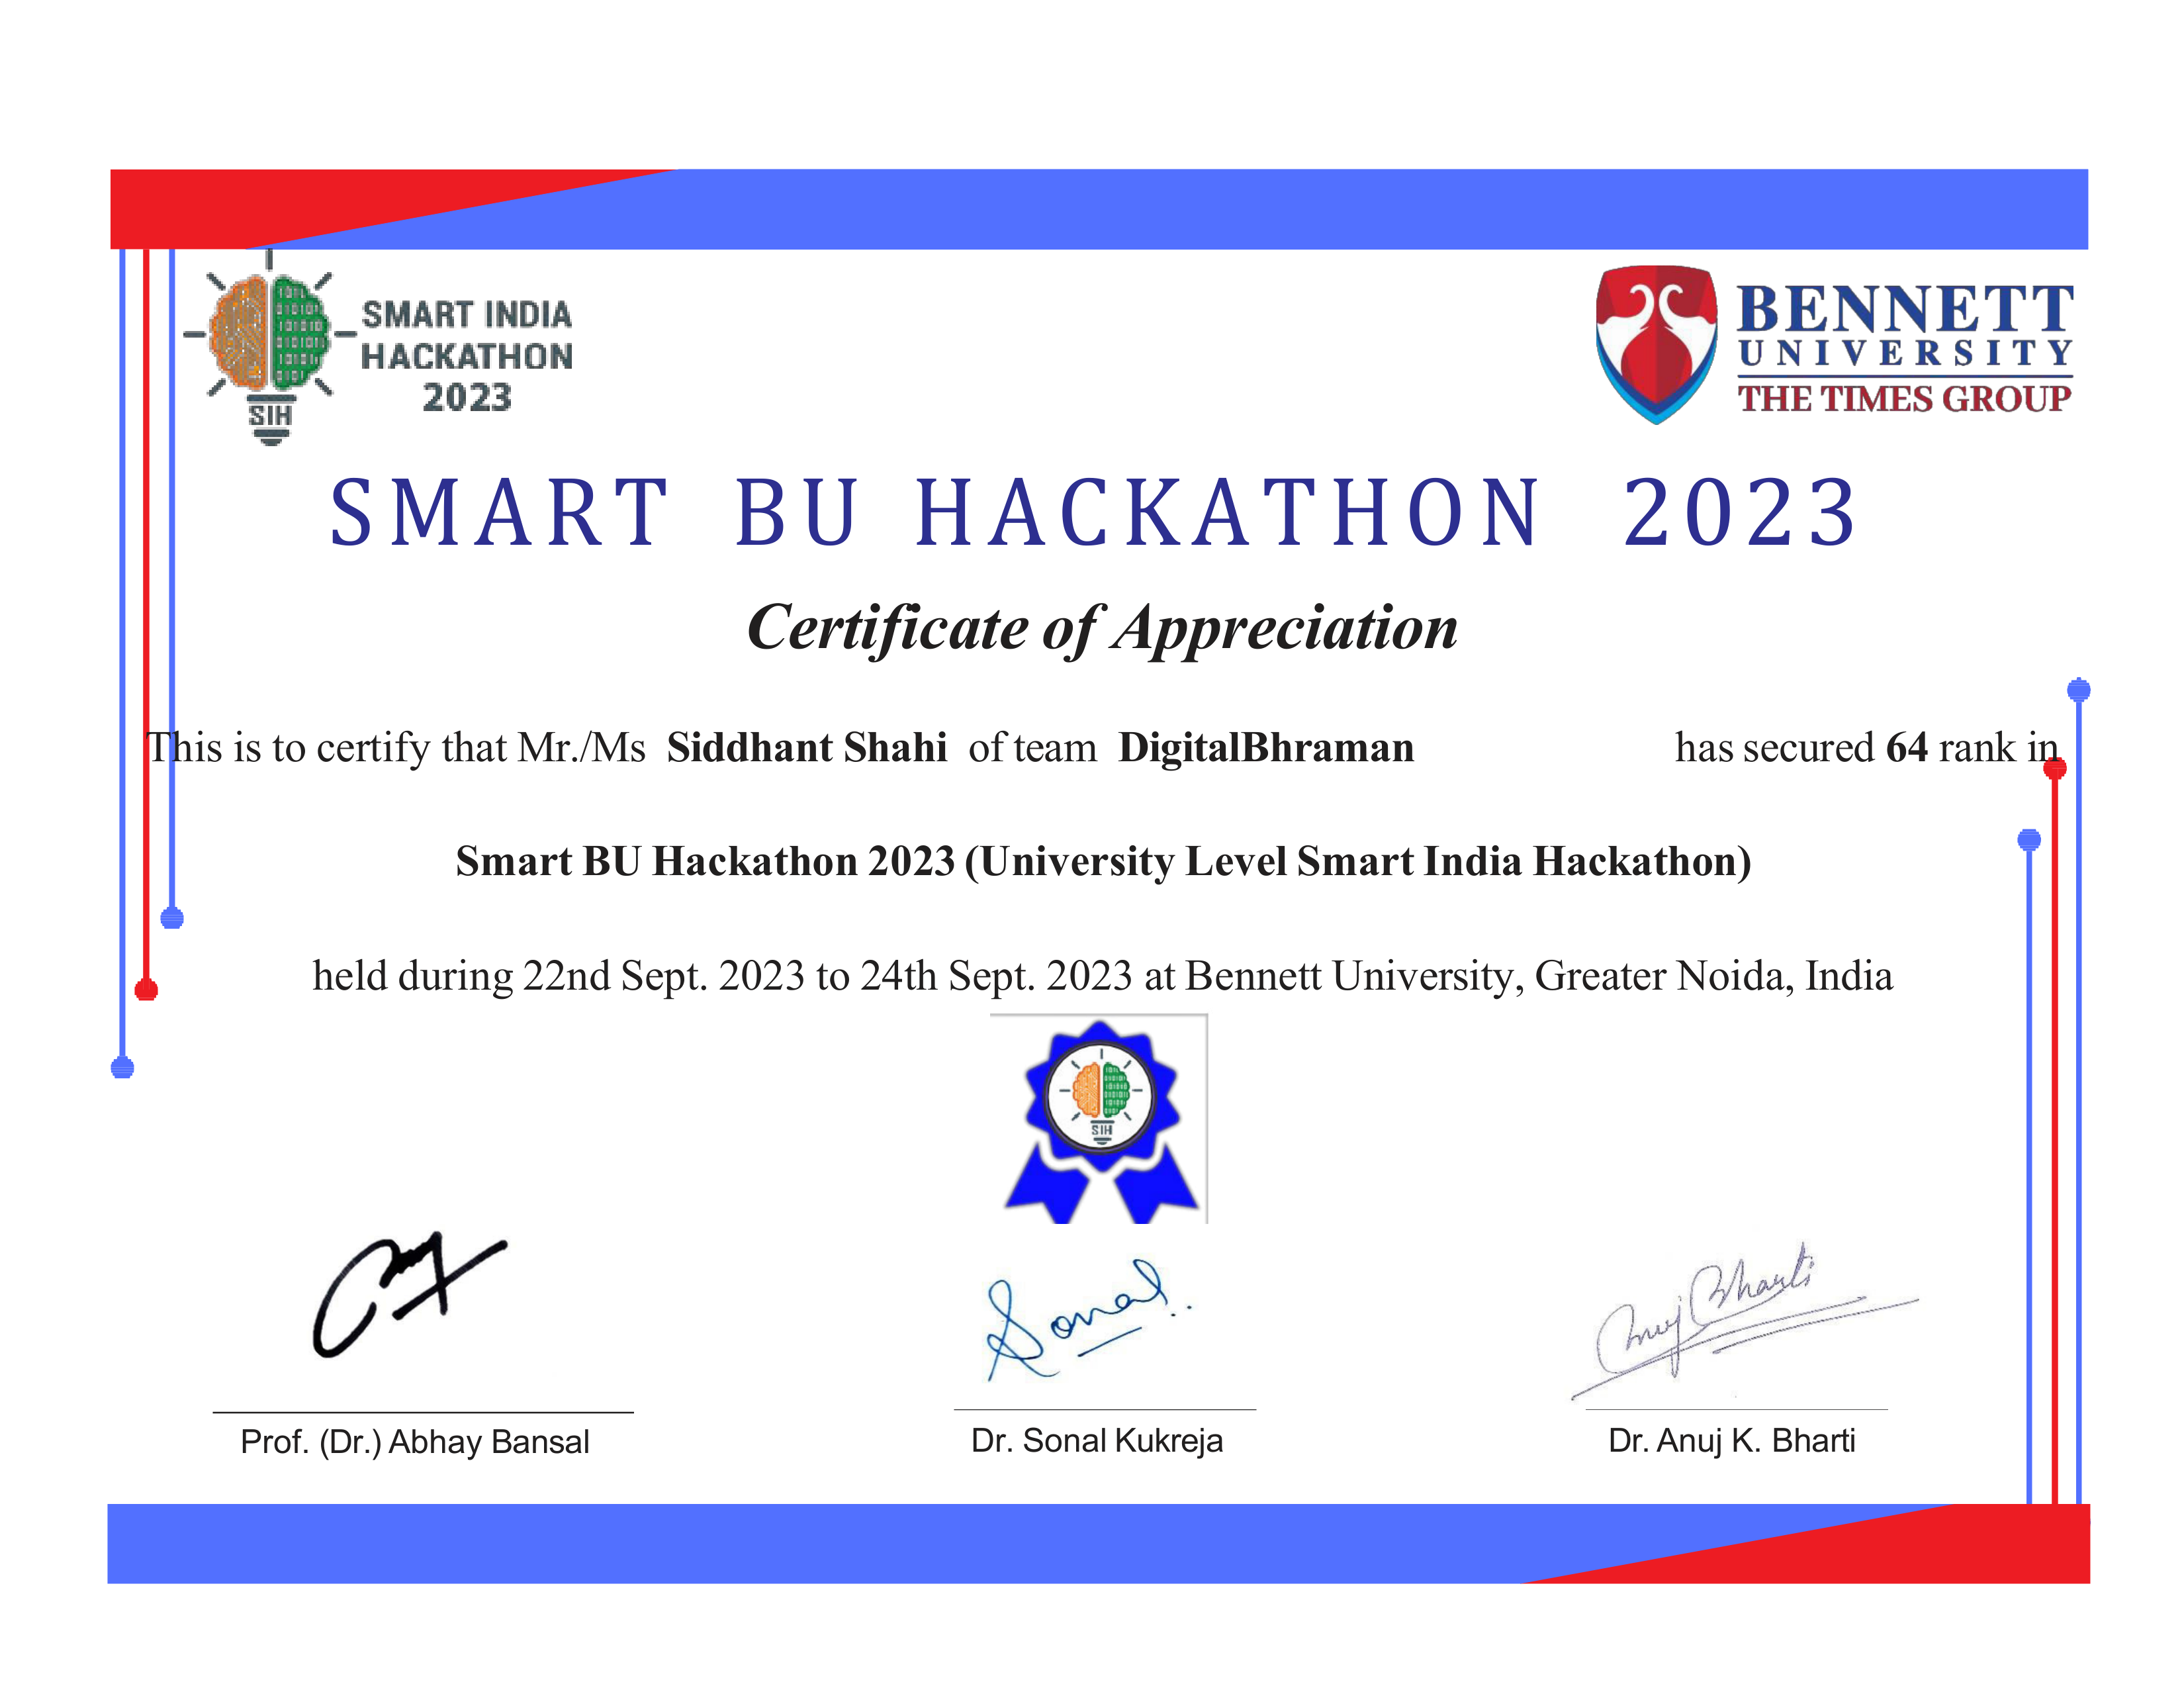 SMART INDIA
HACKATHON
2023
SIH
BENNETT
UNIVERSITY
THE TIMES GROUP
SMART BU HACKATHON 2023
Certificate of Appreciation
This is to certify that Mr./Ms Siddhant Shahi of team DigitalBhraman has secured 64 rank in
Smart BU Hackathon 2023 (University Level Smart India Hackathon)
held during 22nd Sept. 2023 to 24th Sept. 2023 at Bennett University, Greater Noida, India
SIH
Sonal
Anuj Bharti
Prof. (Dr.) Abhay Bansal
Dr. Sonal Kukreja
Dr. Anuj K. Bharti